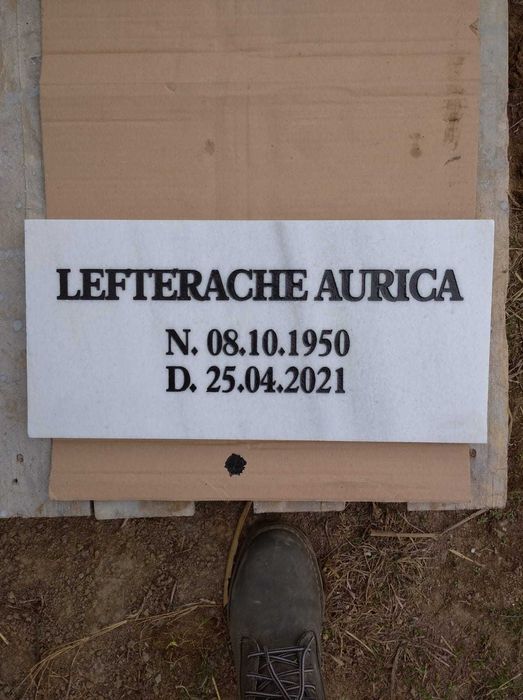 LEFTERACHE AURICA
N. 08.10.1950
D. 25.04.2021